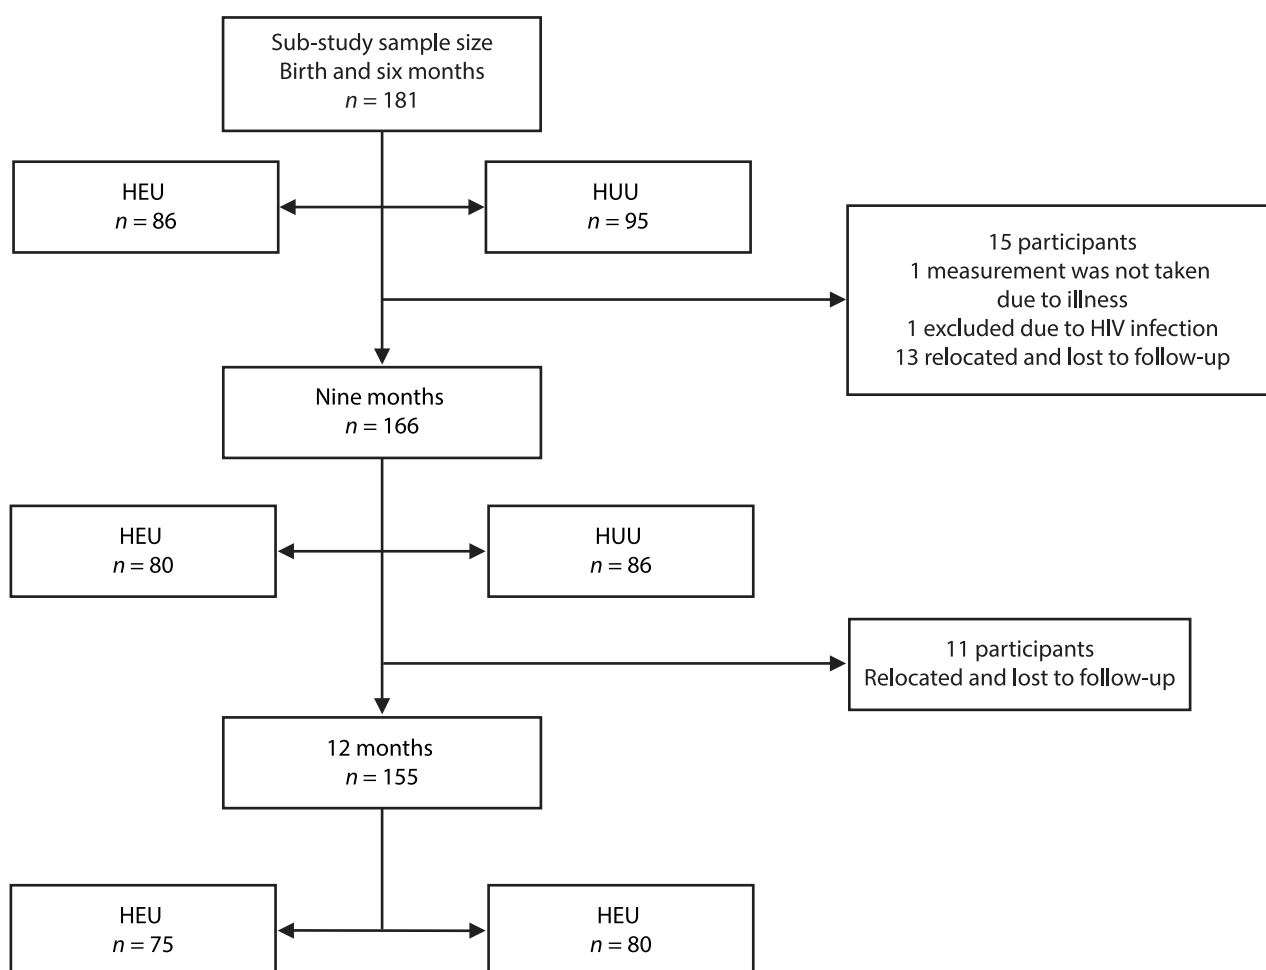 Sub-study sample size
Birth and six months
n = 181
HEU
n = 86
HUU
n = 95
15 participants
1 measurement was not taken
due to illness
1 excluded due to HIV infection
13 relocated and lost to follow-up
Nine months
n = 166
HEU
n = 80
HUU
n = 86
11 participants
Relocated and lost to follow-up
12 months
n = 155
HEU
n = 75
HEU
n = 80